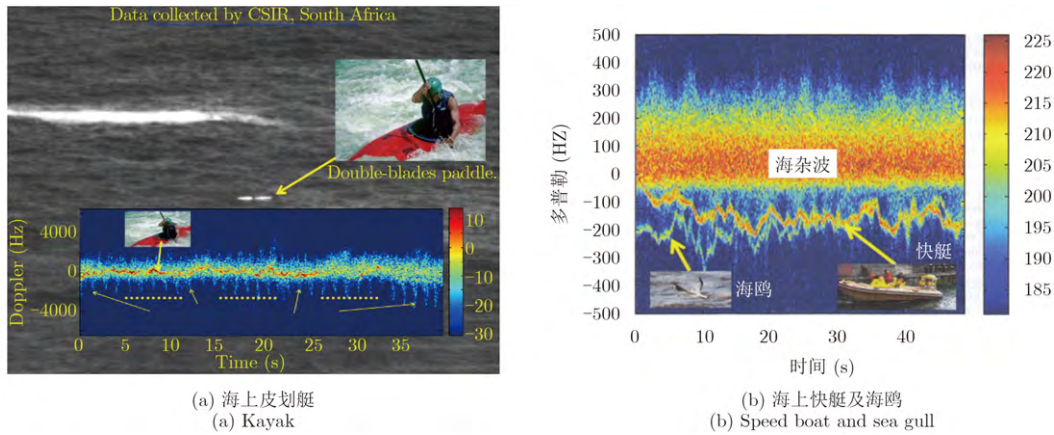 Data collected by CSIR, South Africa
Double-blades paddle.
Doppler (Hz)
4000
0
−4000
10
0
−10
−20
−30
0 5 10 15 20 25 30 35
Time (s)
(a) 海上皮划艇
(a) Kayak
多普勒 (HZ)
500
400
300
200
100
0
−100
−200
−300
−400
−500
海杂波
海鸥
快艇
0 10 20 30 40
时间 (s)
225
220
215
210
205
200
195
190
185
(b) 海上快艇及海鸥
(b) Speed boat and sea gull